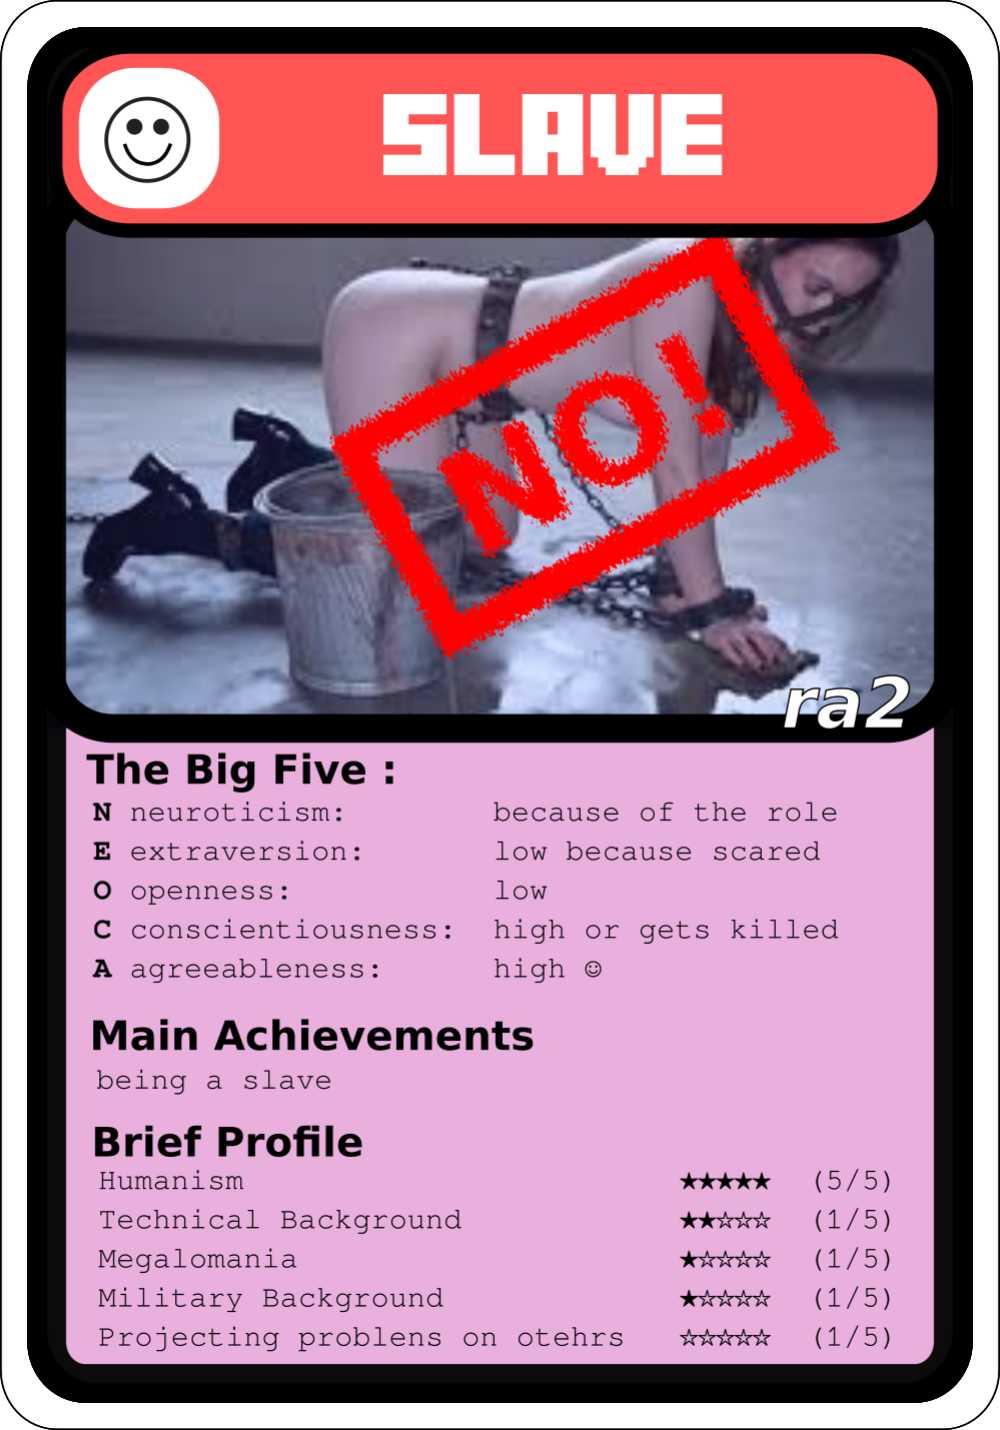 SLAVE
NO!
ra2
The Big Five :
N neuroticism: because of the role
E extraversion: low because scared
O openness: low
C conscientiousness: high or gets killed
A agreeableness: high ☺
Main Achievements
being a slave
Brief Profile
Humanism ★★★★★ (5/5)
Technical Background ★★☆☆☆ (1/5)
Megalomania ★☆☆☆☆ (1/5)
Military Background ★☆☆☆☆ (1/5)
Projecting problens on otehrs ☆☆☆☆☆ (1/5)